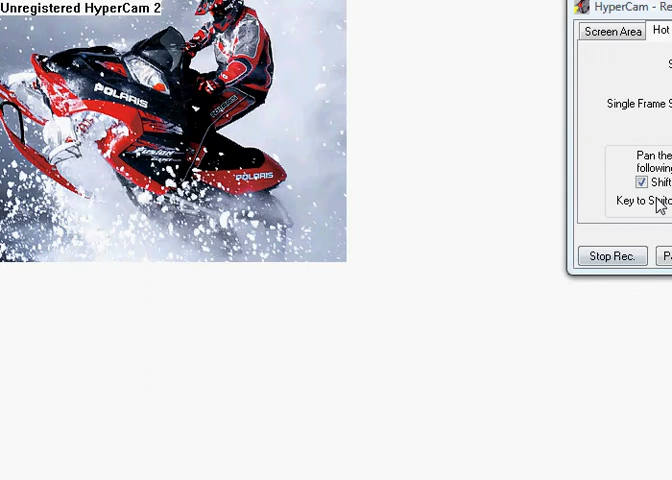 Unregistered HyperCam 2
HyperCam - Re
Screen Area
Hot
S
Single Frame S
Pan the
following
Shift
Key to
Stop Rec.
P
POLARIS
FUSION
POLARIS